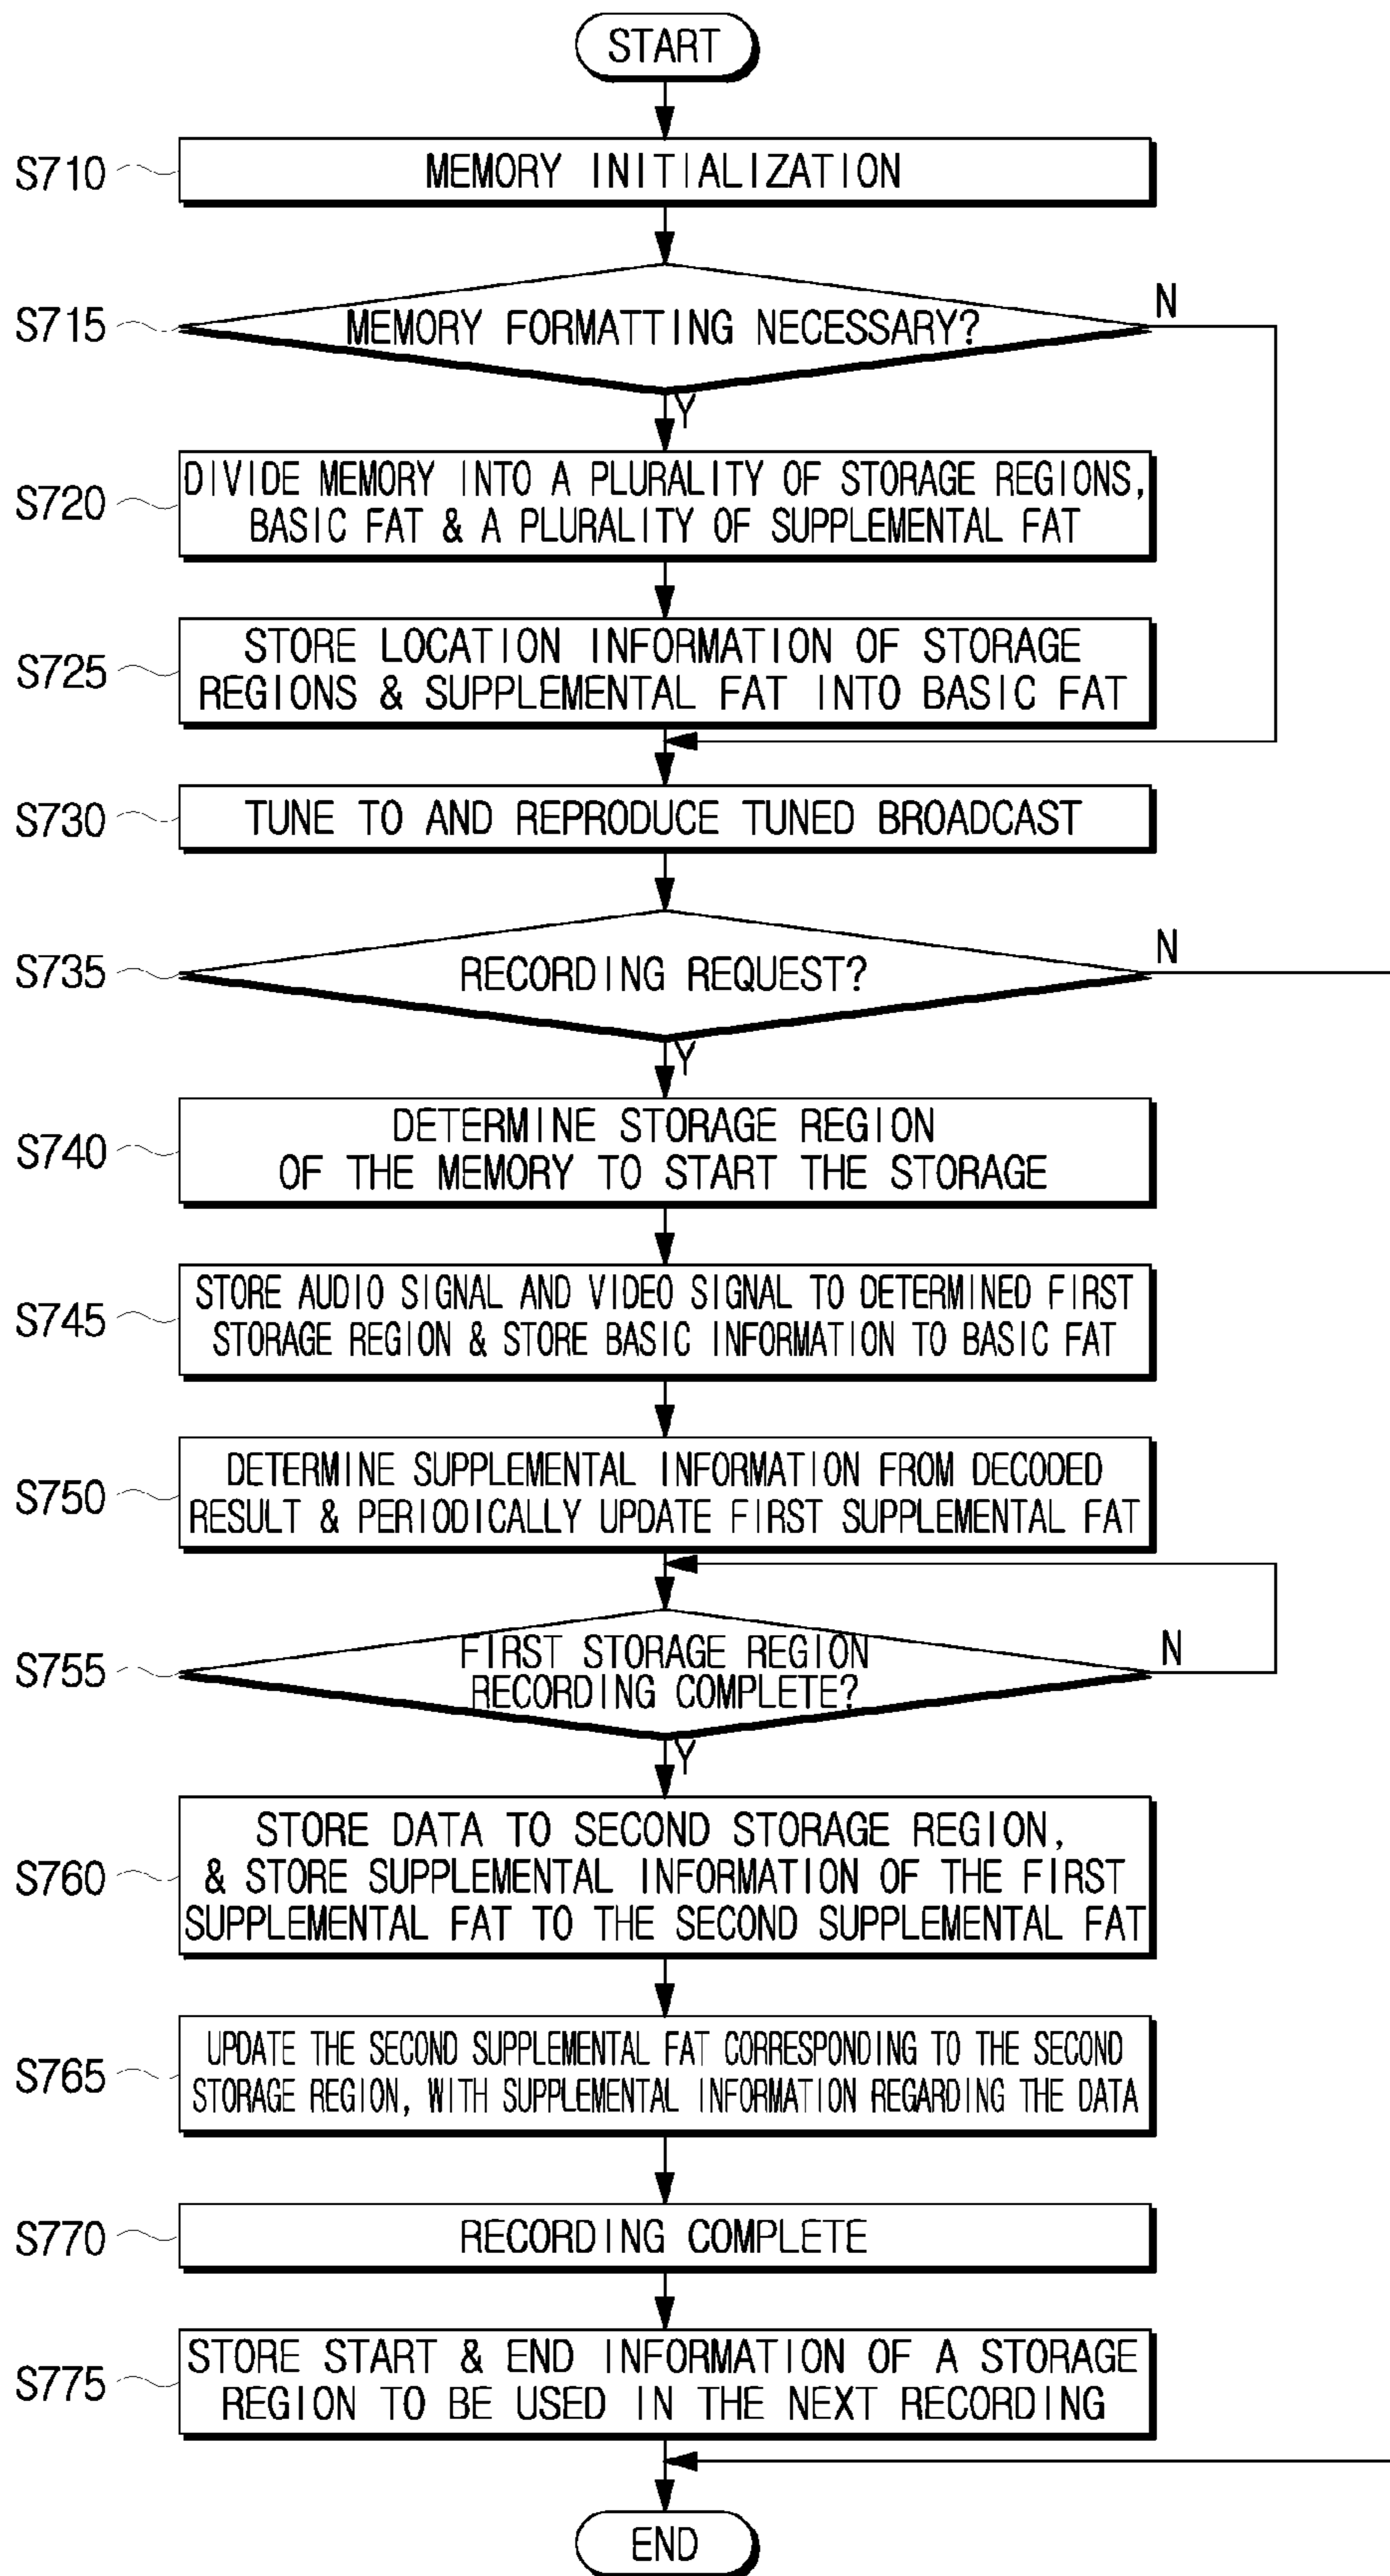 START
S710
MEMORY INITIALIZATION
S715
MEMORY FORMATTING NECESSARY?
N
Y
S720
DIVIDE MEMORY INTO A PLURALITY OF STORAGE REGIONS,
BASIC FAT & A PLURALITY OF SUPPLEMENTAL FAT
S725
STORE LOCATION INFORMATION OF STORAGE
REGIONS & SUPPLEMENTAL FAT INTO BASIC FAT
S730
TUNE TO AND REPRODUCE TUNED BROADCAST
S735
RECORDING REQUEST?
N
Y
S740
DETERMINE STORAGE REGION
OF THE MEMORY TO START THE STORAGE
S745
STORE AUDIO SIGNAL AND VIDEO SIGNAL TO DETERMINED FIRST
STORAGE REGION & STORE BASIC INFORMATION TO BASIC FAT
S750
DETERMINE SUPPLEMENTAL INFORMATION FROM DECODED
RESULT & PERIODICALLY UPDATE FIRST SUPPLEMENTAL FAT
S755
FIRST STORAGE REGION
RECORDING COMPLETE?
N
Y
S760
STORE DATA TO SECOND STORAGE REGION,
& STORE SUPPLEMENTAL INFORMATION OF THE FIRST
SUPPLEMENTAL FAT TO THE SECOND SUPPLEMENTAL FAT
S765
UPDATE THE SECOND SUPPLEMENTAL FAT CORRESPONDING TO THE SECOND
STORAGE REGION, WITH SUPPLEMENTAL INFORMATION REGARDING THE DATA
S770
RECORDING COMPLETE
S775
STORE START & END INFORMATION OF A STORAGE
REGION TO BE USED IN THE NEXT RECORDING
END